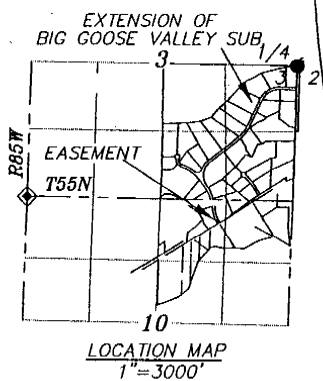 EXTENSION OF
BIG GOOSE VALLEY SUB
1/4
3
3
2
R85W
EASEMENT
T55N
10
LOCATION MAP
1"=3000'